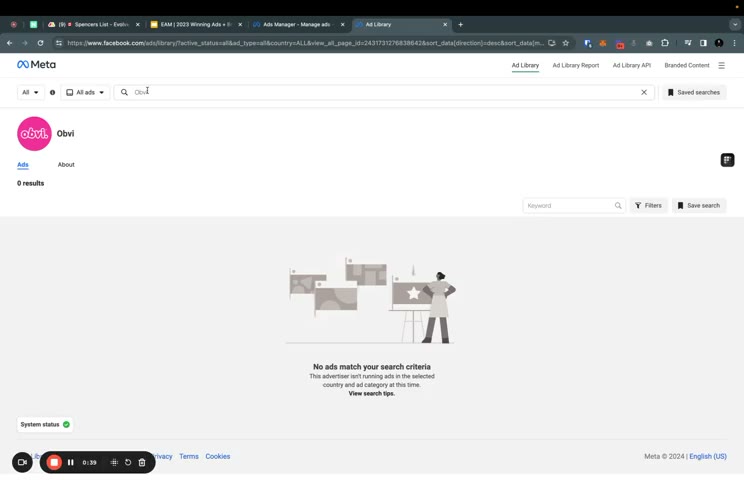 Spencers List - Evolve
EAM | 2023 Winning Ads + B
Ads Manager - Manage ads
Ad Library
https://www.facebook.com/ads/library/?active_status=all&ad_type=all&country=ALL&view_all_page_id=2431731276838642&sort_data[direction]=desc&sort_data[m...
Meta
Ad Library
Ad Library Report
Ad Library API
Branded Content
All
All ads
Obvi
Saved searches
obvi.
Obvi
Ads
About
0 results
Keyword
Filters
Save search
No ads match your search criteria
This advertiser isn't running ads in the selected
country and ad category at this time.
View search tips.
System status
0:39
Terms
Cookies
Meta © 2024 | English (US)